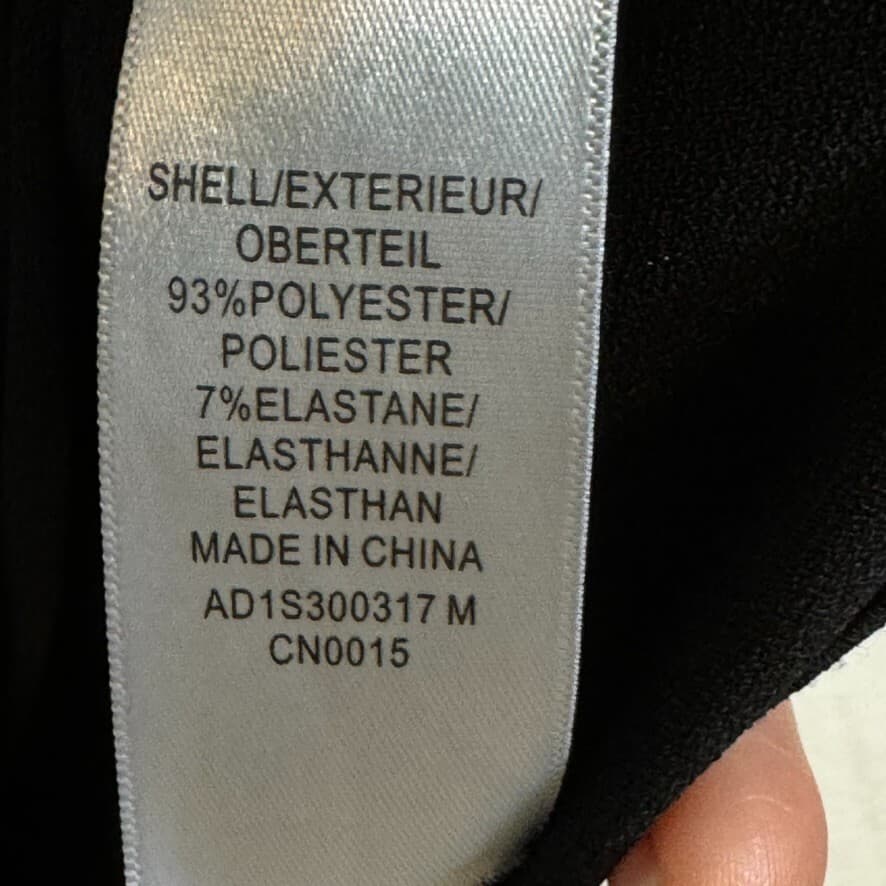 SHELL/EXTERIEUR/
OBERTEIL
93%POLYESTER/
POLIESTER
7%ELASTANE/
ELASTHANNE/
ELASTHAN
MADE IN CHINA
AD1S300317 M
CN0015